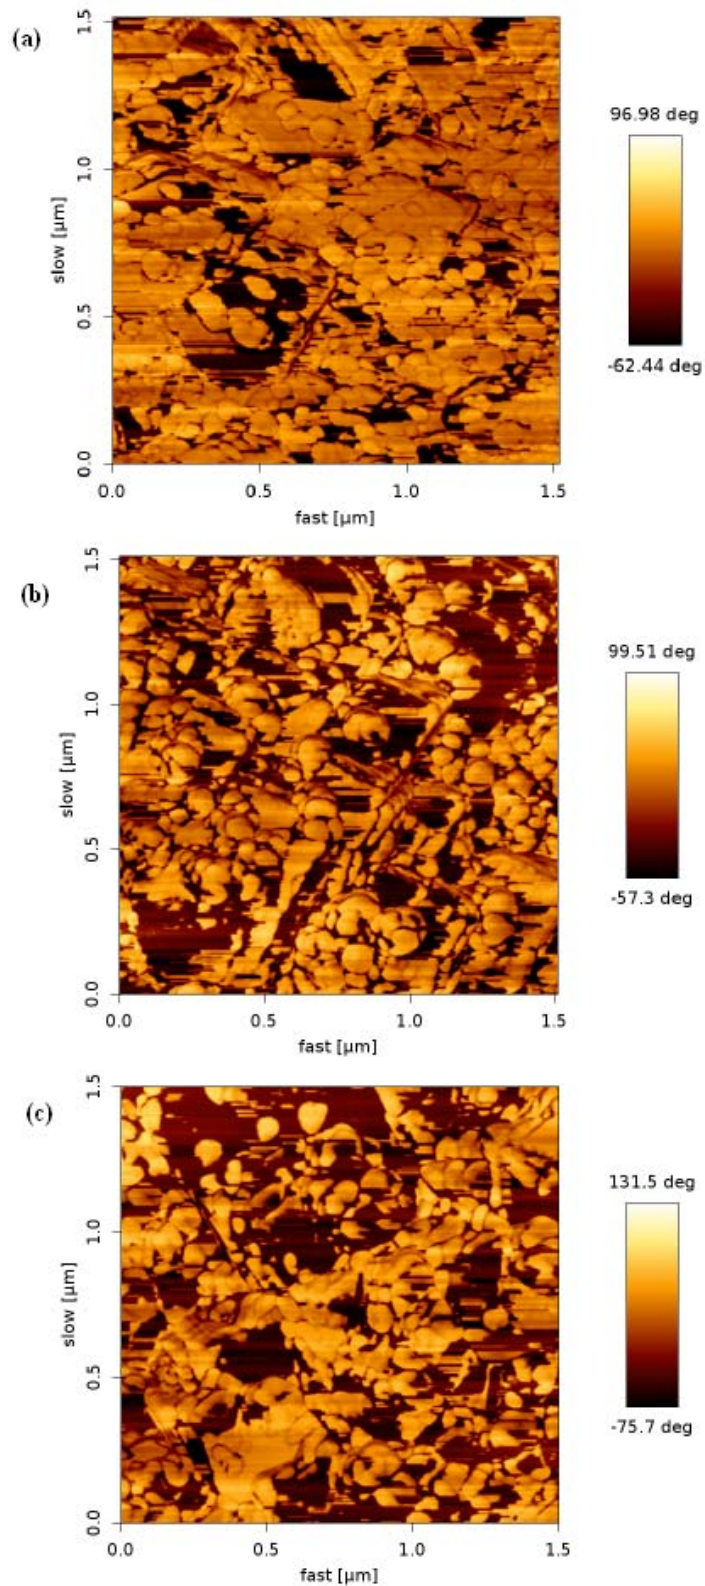 (a)
1.5
1.0
0.5
0.0
slow [µm]
0.0 0.5 1.0 1.5
fast [µm]
96.98 deg
-62.44 deg
(b)
1.5
1.0
0.5
0.0
slow [µm]
0.0 0.5 1.0 1.5
fast [µm]
99.51 deg
-57.3 deg
(c)
1.5
1.0
0.5
0.0
slow [µm]
0.0 0.5 1.0 1.5
fast [µm]
131.5 deg
-75.7 deg